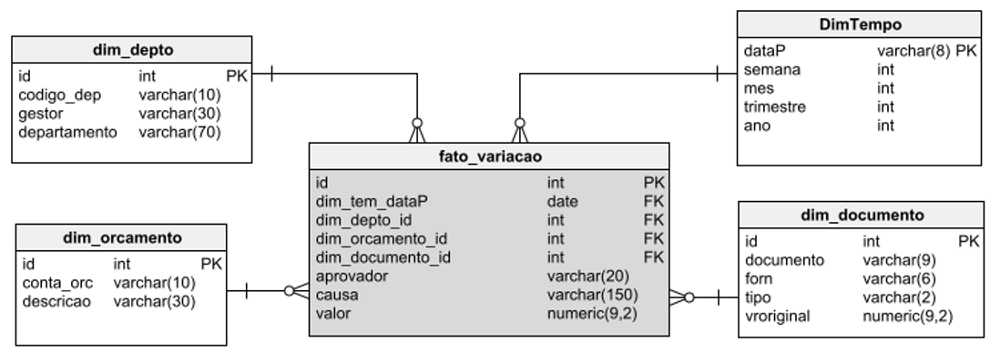 dim_depto
id int PK
codigo_dep varchar(10)
gestor varchar(30)
departamento varchar(70)
DimTempo
dataP varchar(8) PK
semana int
mes int
trimestre int
ano int
fato_variacao
id int PK
dim_tem_dataP date FK
dim_depto_id int FK
dim_orcamento_id int FK
dim_documento_id int FK
aprovador varchar(20)
causa varchar(150)
valor numeric(9,2)
dim_orcamento
id int PK
conta_orc varchar(10)
descricao varchar(30)
dim_documento
id int PK
documento varchar(9)
forn varchar(6)
tipo varchar(2)
vroriginal numeric(9,2)